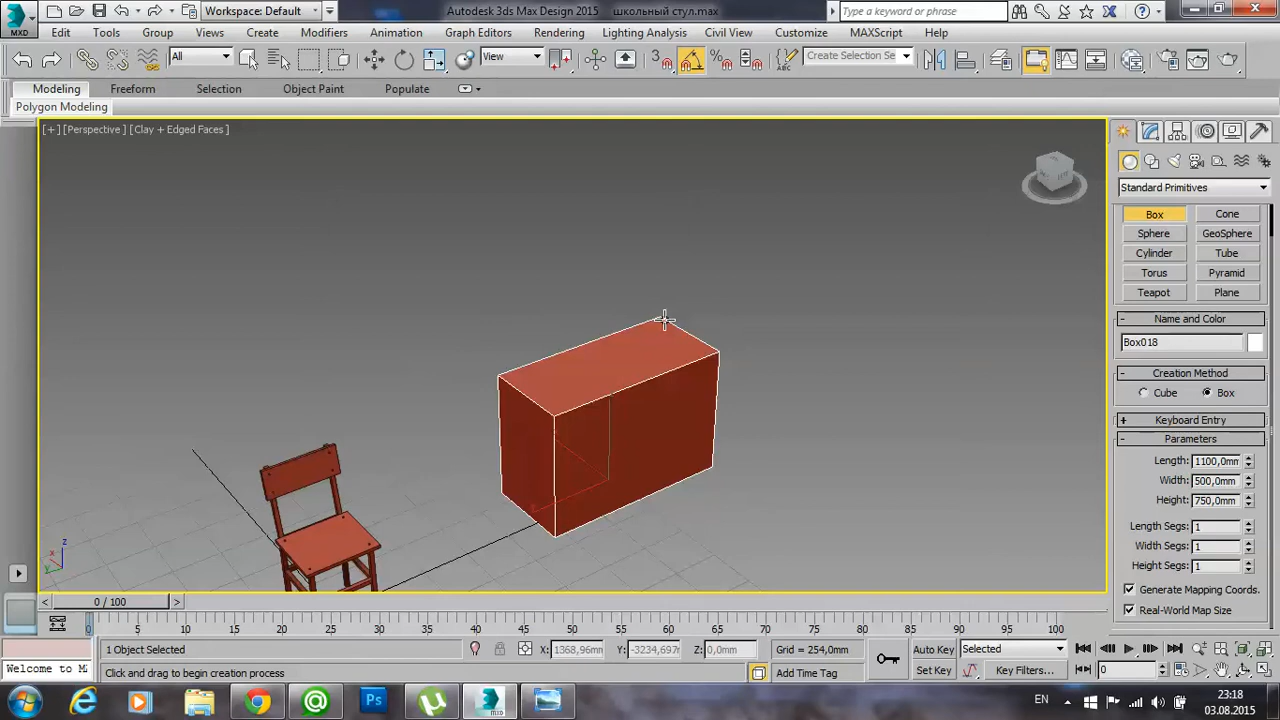 Workspace: Default
Autodesk 3ds Max Design 2015 школьный стул.max
Type a keyword or phrase
MXD
Edit Tools Group Views Create Modifiers Animation Graph Editors Rendering Lighting Analysis Civil View Customize MAXScript Help
All View Create Selection Se
Modeling Freeform Selection Object Paint Populate
Polygon Modeling
[+] [Perspective] [Clay + Edged Faces]
Standard Primitives
Box Cone
Sphere GeoSphere
Cylinder Tube
Torus Pyramid
Teapot Plane
- Name and Color
Box018
- Creation Method
Cube Box
+ Keyboard Entry
- Parameters
Length: 1100,0mm
Width: 500,0mm
Height: 750,0mm
Length Segs: 1
Width Segs: 1
Height Segs: 1
Generate Mapping Coords.
Real-World Map Size
z
x
y
< 0 / 100 >
0 5 10 15 20 25 30 35 40 45 50 55 60 65 70 75 80 85 90 95 100
1 Object Selected X: 1368,96mm Y: -3234,697m Z: 0,0mm Grid = 254,0mm Auto Key Selected
Welcome to M Click and drag to begin creation process Add Time Tag Set Key Key Filters... 0
Ps MXD EN 23:18
03.08.2015